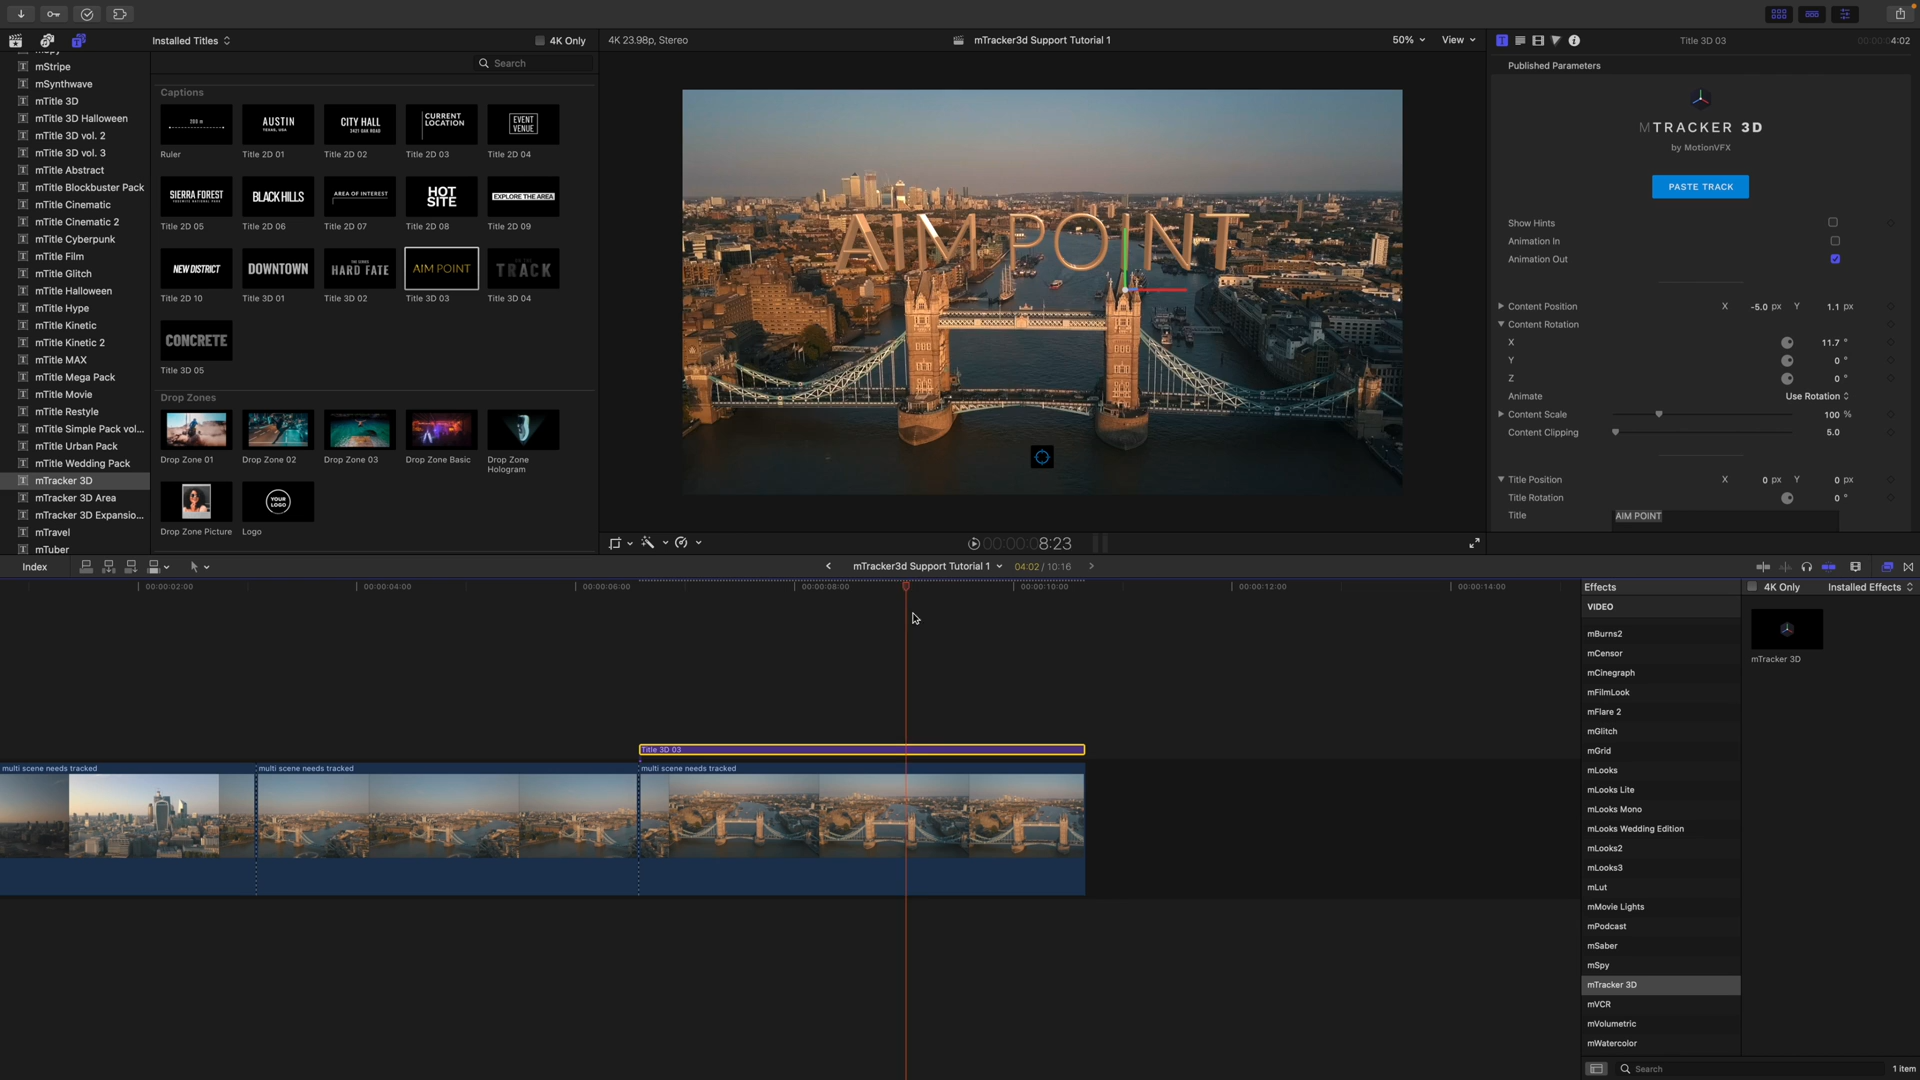 Installed Titles
4K Only
4K 23.98p, Stereo
mTracker3d Support Tutorial 1
50%
View
Title 3D 03
00:00:04:02
Search
mStripe
mSynthwave
mTitle 3D
mTitle 3D Halloween
mTitle 3D vol. 2
mTitle 3D vol. 3
mTitle Abstract
mTitle Blockbuster Pack
mTitle Cinematic
mTitle Cinematic 2
mTitle Cyberpunk
mTitle Film
mTitle Glitch
mTitle Halloween
mTitle Hype
mTitle Kinetic
mTitle Kinetic 2
mTitle MAX
mTitle Mega Pack
mTitle Movie
mTitle Restyle
mTitle Simple Pack vol...
mTitle Urban Pack
mTitle Wedding Pack
mTracker 3D
mTracker 3D Area
mTracker 3D Expansio...
mTravel
mTuber
Captions
200 m
AUSTIN
TEXAS, USA
CITY HALL
3421 OAK ROAD
CURRENT
LOCATION
EVENT
VENUE
Ruler
Title 2D 01
Title 2D 02
Title 2D 03
Title 2D 04
SIERRA FOREST
BLACK HILLS
AREA OF INTEREST
HOT
SITE
EXPLORE THE AREA
Title 2D 05
Title 2D 06
Title 2D 07
Title 2D 08
Title 2D 09
NEW DISTRICT
DOWNTOWN
HARD FATE
AIM POINT
TRACK
Title 2D 10
Title 3D 01
Title 3D 02
Title 3D 03
Title 3D 04
CONCRETE
Title 3D 05
Drop Zones
Drop Zone 01
Drop Zone 02
Drop Zone 03
Drop Zone Basic
Drop Zone
Hologram
YOUR
LOGO
Drop Zone Picture
Logo
AIM POINT
00:00:08:23
Published Parameters
MTRACKER 3D
by MotionVFX
PASTE TRACK
Show Hints
Animation In
Animation Out
Content Position X -5.0 px Y 1.1 px
Content Rotation
X 11.7 °
Y 0 °
Z 0 °
Animate Use Rotation
Content Scale 100 %
Content Clipping 5.0
Title Position X 0 px Y 0 px
Title Rotation 0 °
Title AIM POINT
Index
mTracker3d Support Tutorial 1
04:02 / 10:16
00:00:02:00
00:00:04:00
00:00:06:00
00:00:08:00
00:00:10:00
00:00:12:00
00:00:14:00
Title 3D 03
multi scene needs tracked
multi scene needs tracked
multi scene needs tracked
Effects
4K Only
Installed Effects
VIDEO
mBurns2
mCensor
mCinegraph
mFilmLook
mFlare 2
mGlitch
mGrid
mLooks
mLooks Lite
mLooks Mono
mLooks Wedding Edition
mLooks2
mLooks3
mLut
mMovie Lights
mPodcast
mSaber
mSpy
mTracker 3D
mVCR
mVolumetric
mWatercolor
mTracker 3D
Search
1 item